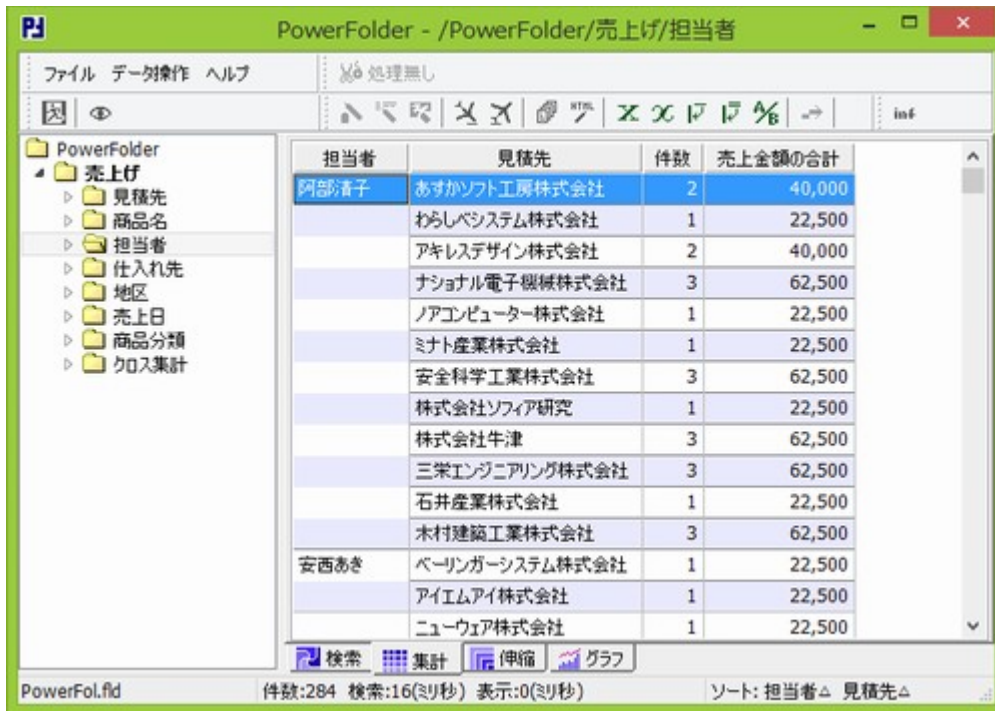 PowerFolder - /PowerFolder/売上げ/担当者
ファイル データ操作 ヘルプ 処理無し
HTML A/B inf
PowerFolder
売上げ
見積先
商品名
担当者
仕入れ先
地区
売上日
商品分類
クロス集計
担当者 見積先 件数 売上金額の合計
阿部清子 あすかソフト工房株式会社 2 40,000
わらしべシステム株式会社 1 22,500
アキレスデザイン株式会社 2 40,000
ナショナル電子機械株式会社 3 62,500
ノアコンピューター株式会社 1 22,500
ミナト産業株式会社 1 22,500
安全科学工業株式会社 3 62,500
株式会社ソフィア研究 1 22,500
株式会社牛津 3 62,500
三栄エンジニアリング株式会社 3 62,500
石井産業株式会社 1 22,500
木村建築工業株式会社 3 62,500
安西あき ベーリンガーシステム株式会社 1 22,500
アイエムアイ株式会社 1 22,500
ニューウェア株式会社 1 22,500
検索 集計 伸縮 グラフ
PowerFol.fld 件数:284 検索:16(ミリ秒) 表示:0(ミリ秒) ソート: 担当者△ 見積先△